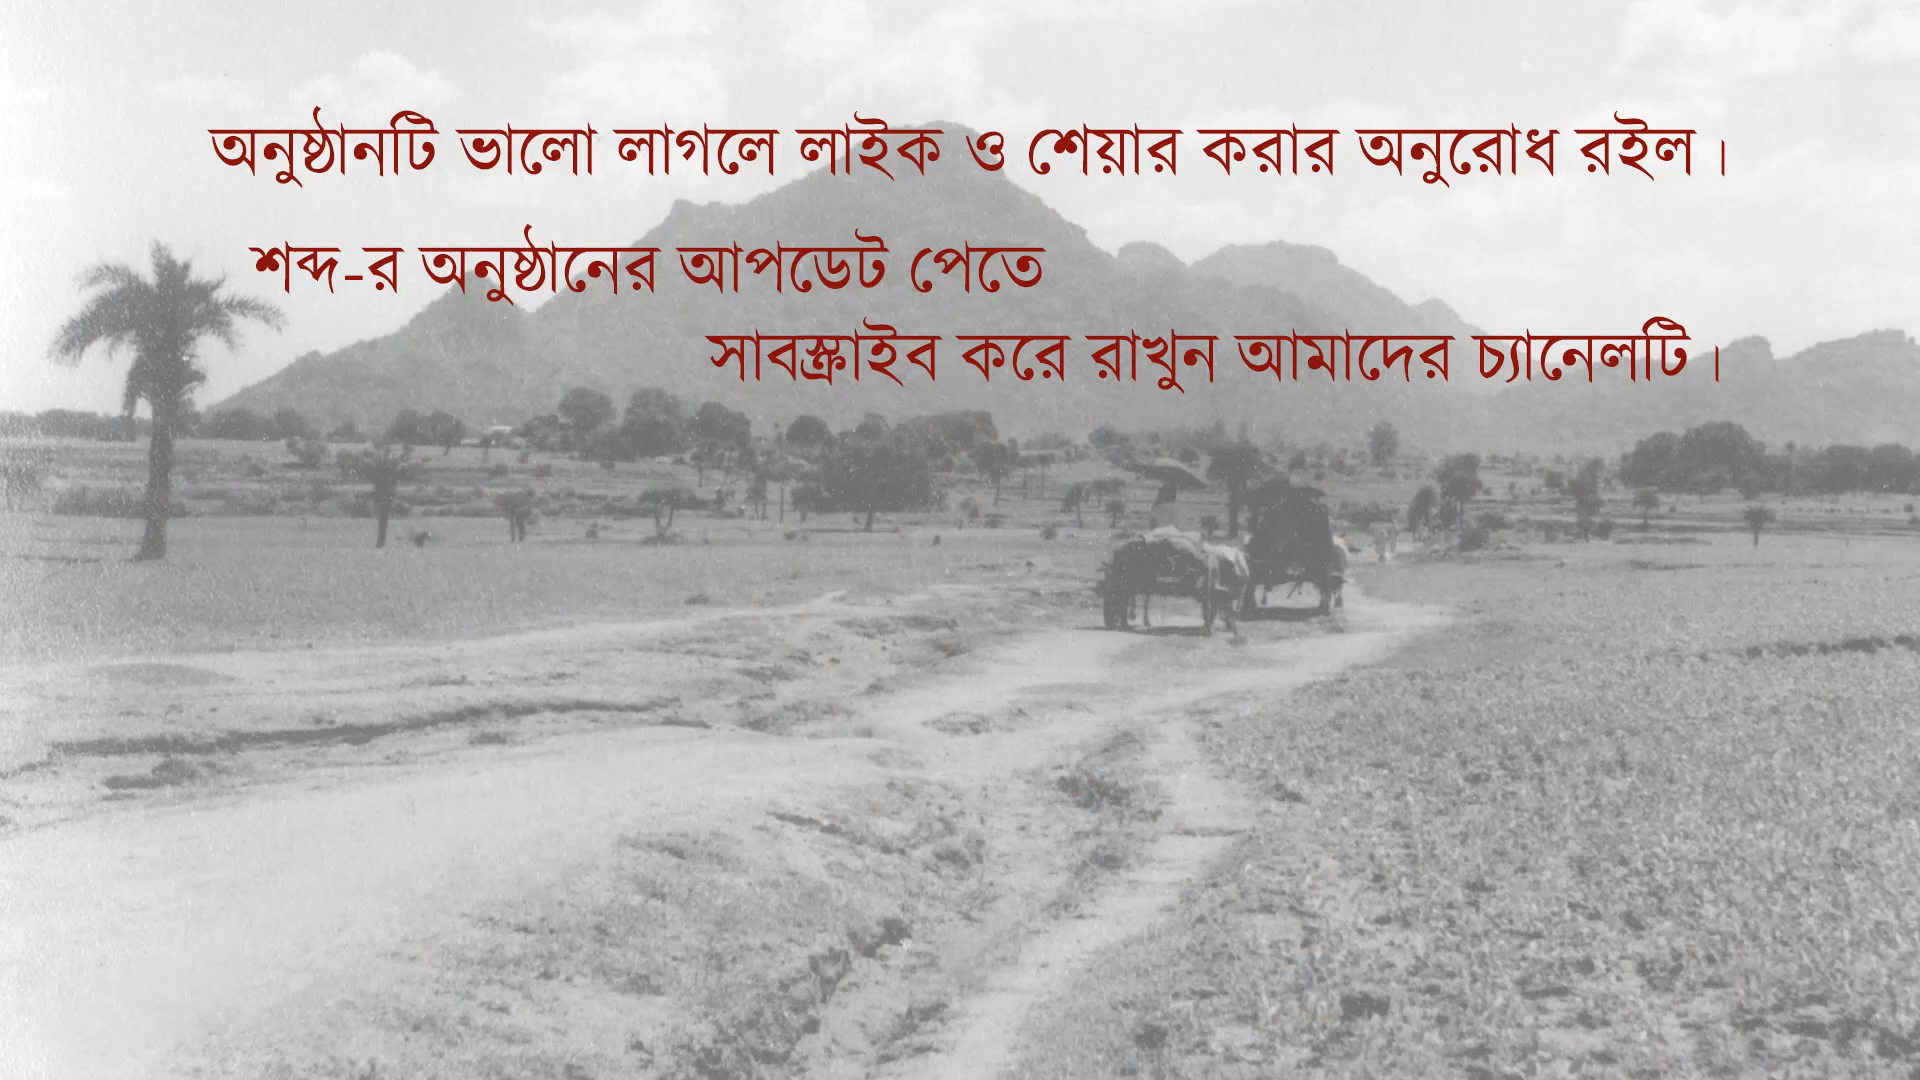 অনুষ্ঠানটি ভালো লাগলে লাইক ও শেয়ার করার অনুরোধ রইল।
শব্দ-র অনুষ্ঠানের আপডেট পেতে
সাবস্ক্রাইব করে রাখুন আমাদের চ্যানেলটি।